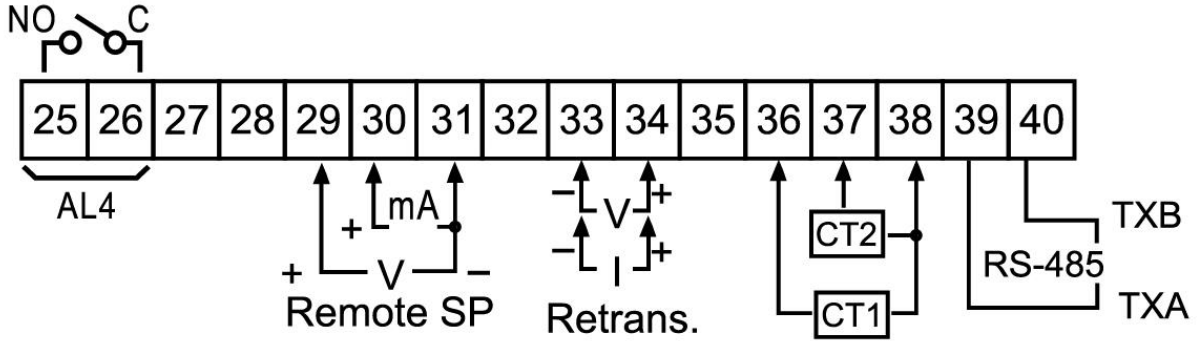 NO C
25 26 27 28 29 30 31 32 33 34 35 36 37 38 39 40
AL4
+ mA -
+ V -
Remote SP
- V +
- I +
Retrans.
CT2
CT1
TXB
RS-485
TXA